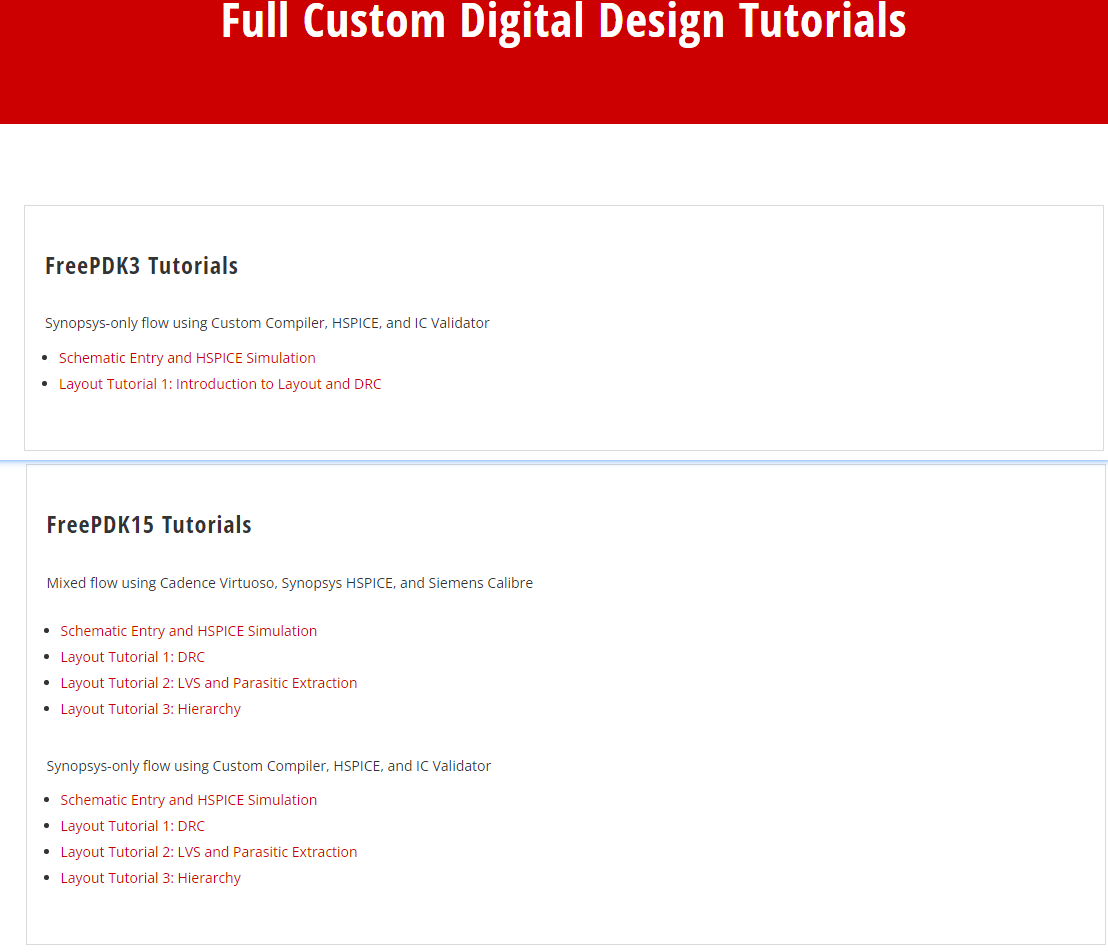 Full Custom Digital Design Tutorials
FreePDK3 Tutorials
Synopsys-only flow using Custom Compiler, HSPICE, and IC Validator
Schematic Entry and HSPICE Simulation
Layout Tutorial 1: Introduction to Layout and DRC
FreePDK15 Tutorials
Mixed flow using Cadence Virtuoso, Synopsys HSPICE, and Siemens Calibre
Schematic Entry and HSPICE Simulation
Layout Tutorial 1: DRC
Layout Tutorial 2: LVS and Parasitic Extraction
Layout Tutorial 3: Hierarchy
Synopsys-only flow using Custom Compiler, HSPICE, and IC Validator
Schematic Entry and HSPICE Simulation
Layout Tutorial 1: DRC
Layout Tutorial 2: LVS and Parasitic Extraction
Layout Tutorial 3: Hierarchy